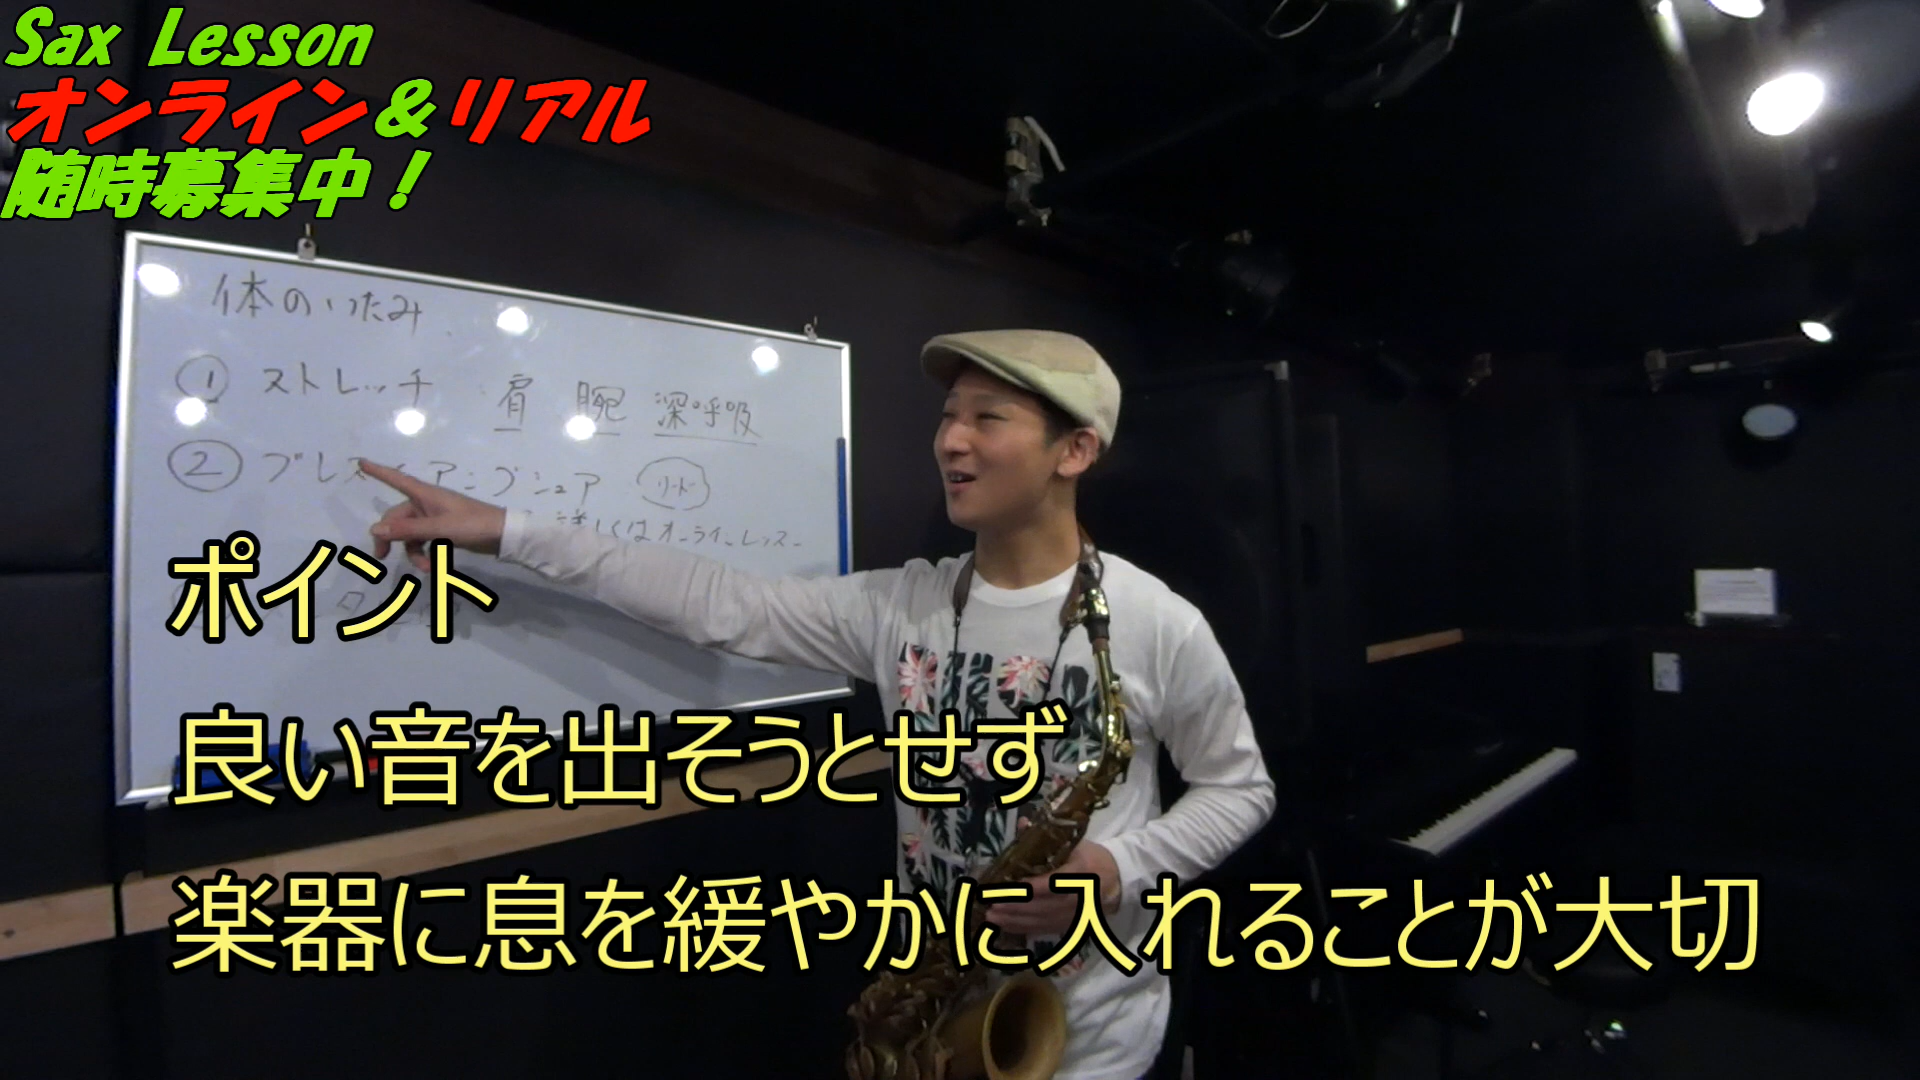 Sax Lesson
オンライン&リアル
随時募集中!
体のいたみ
① ストレッチ 肩 腕 深呼吸
② ブレス アンブシュア リード
詳しくはオンラインレッスン
ポイント
良い音を出そうとせず
楽器に息を緩やかに入れることが大切